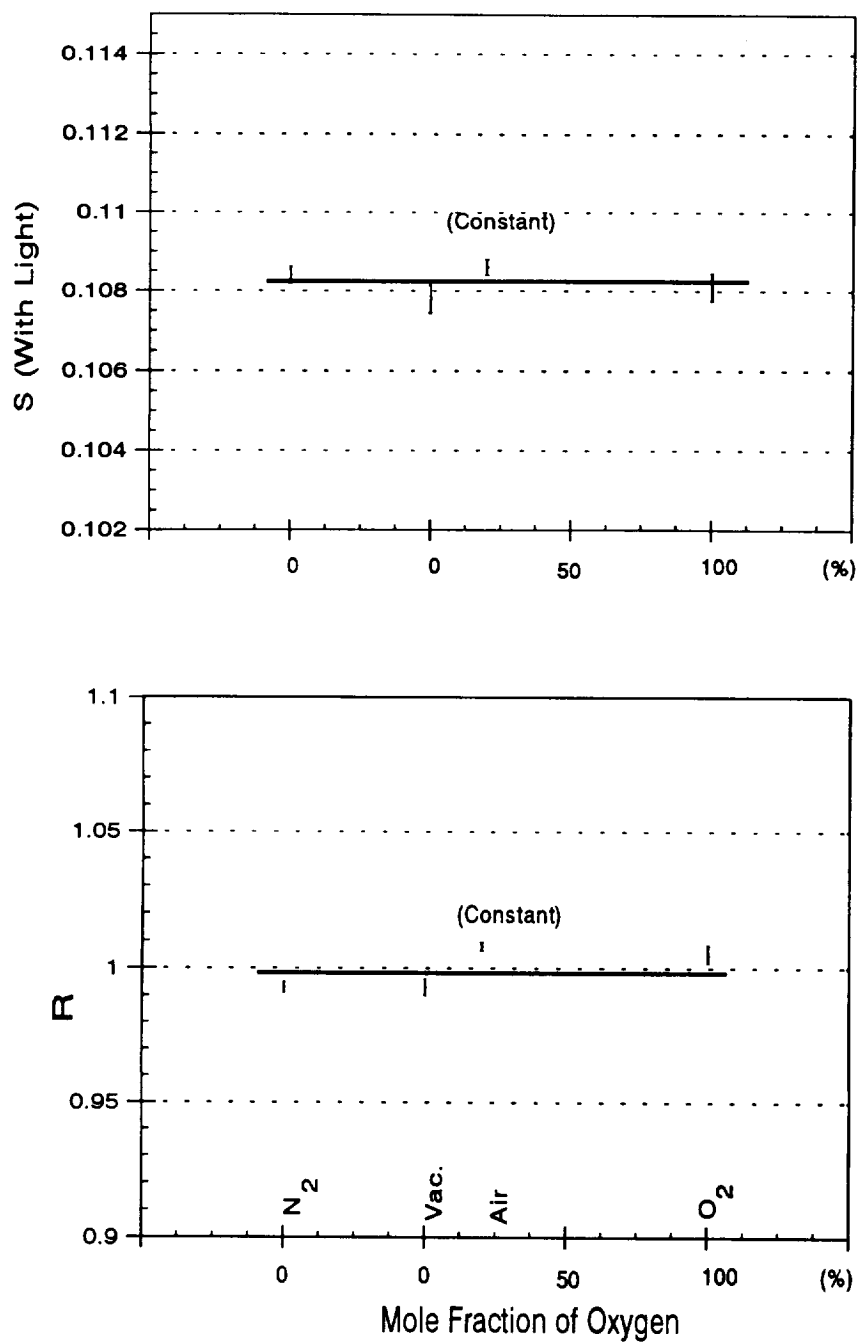 0.114
0.112
0.11
(Constant)
0.108
S (With Light)
0.106
0.104
0.102
0 0 50 100 (%)
1.1
1.05
(Constant)
1
R
0.95
N2 Vac. Air O2
0.9
0 0 50 100 (%)
Mole Fraction of Oxygen